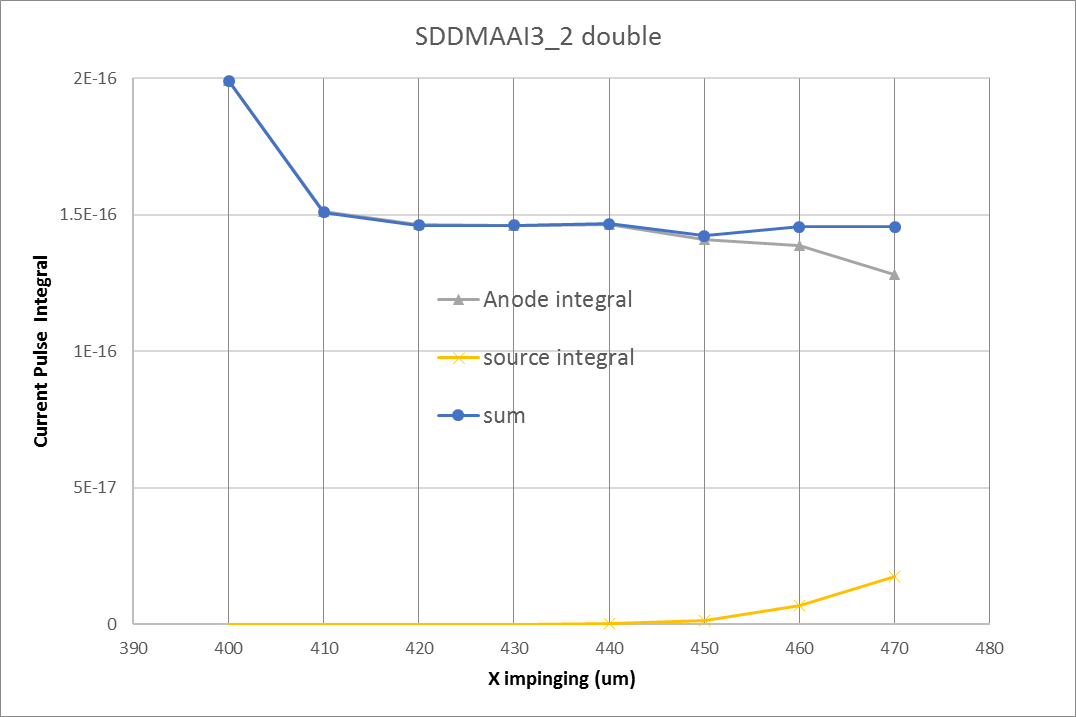 SDDMAAI3_2 double
2E-16
1.5E-16
1E-16
5E-17
0
Current Pulse Integral
Anode integral
source integral
sum
390 400 410 420 430 440 450 460 470 480
X impinging (um)